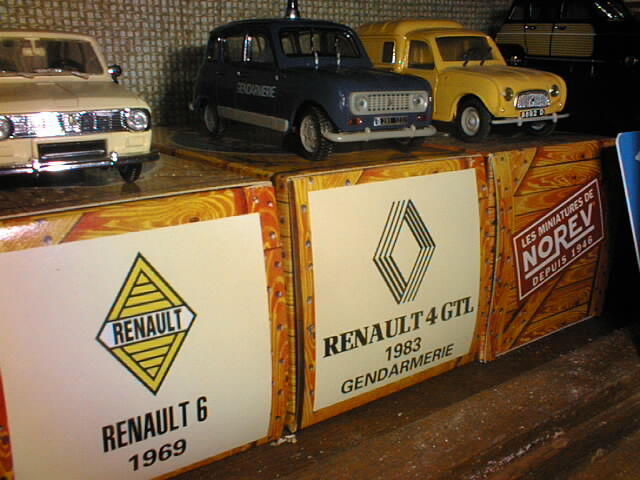 GENDARMERIE
RENAULT
RENAULT 6
1969
RENAULT 4 GTL
1983
GENDARMERIE
LES MINIATURES DE
NOREV
DEPUIS 1946